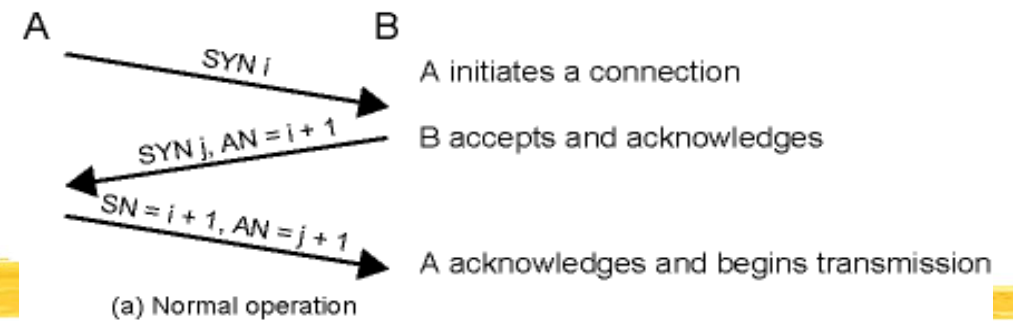 A B
SYN i
A initiates a connection
SYN j, AN = i + 1
B accepts and acknowledges
SN = i + 1, AN = j + 1
A acknowledges and begins transmission
(a) Normal operation